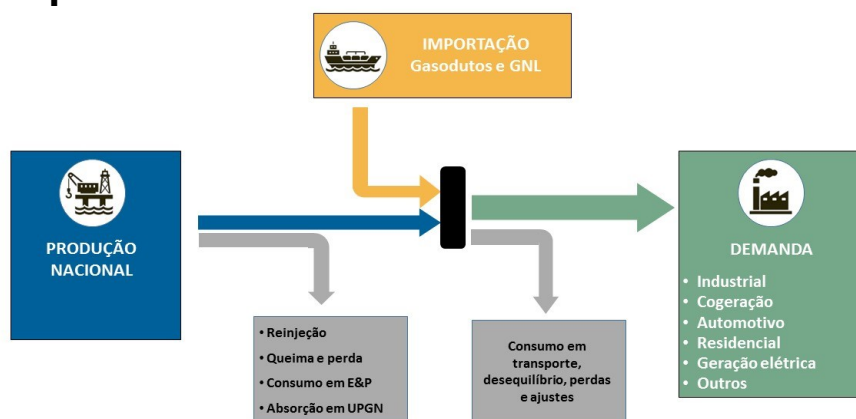 IMPORTAÇÃO
Gasodutos e GNL
PRODUÇÃO
NACIONAL
DEMANDA
• Industrial
• Cogeração
• Automotivo
• Residencial
• Geração elétrica
• Outros
• Reinjeção
• Queima e perda
• Consumo em E&P
• Absorção em UPGN
Consumo em
transporte,
desequilíbrio, perdas
e ajustes